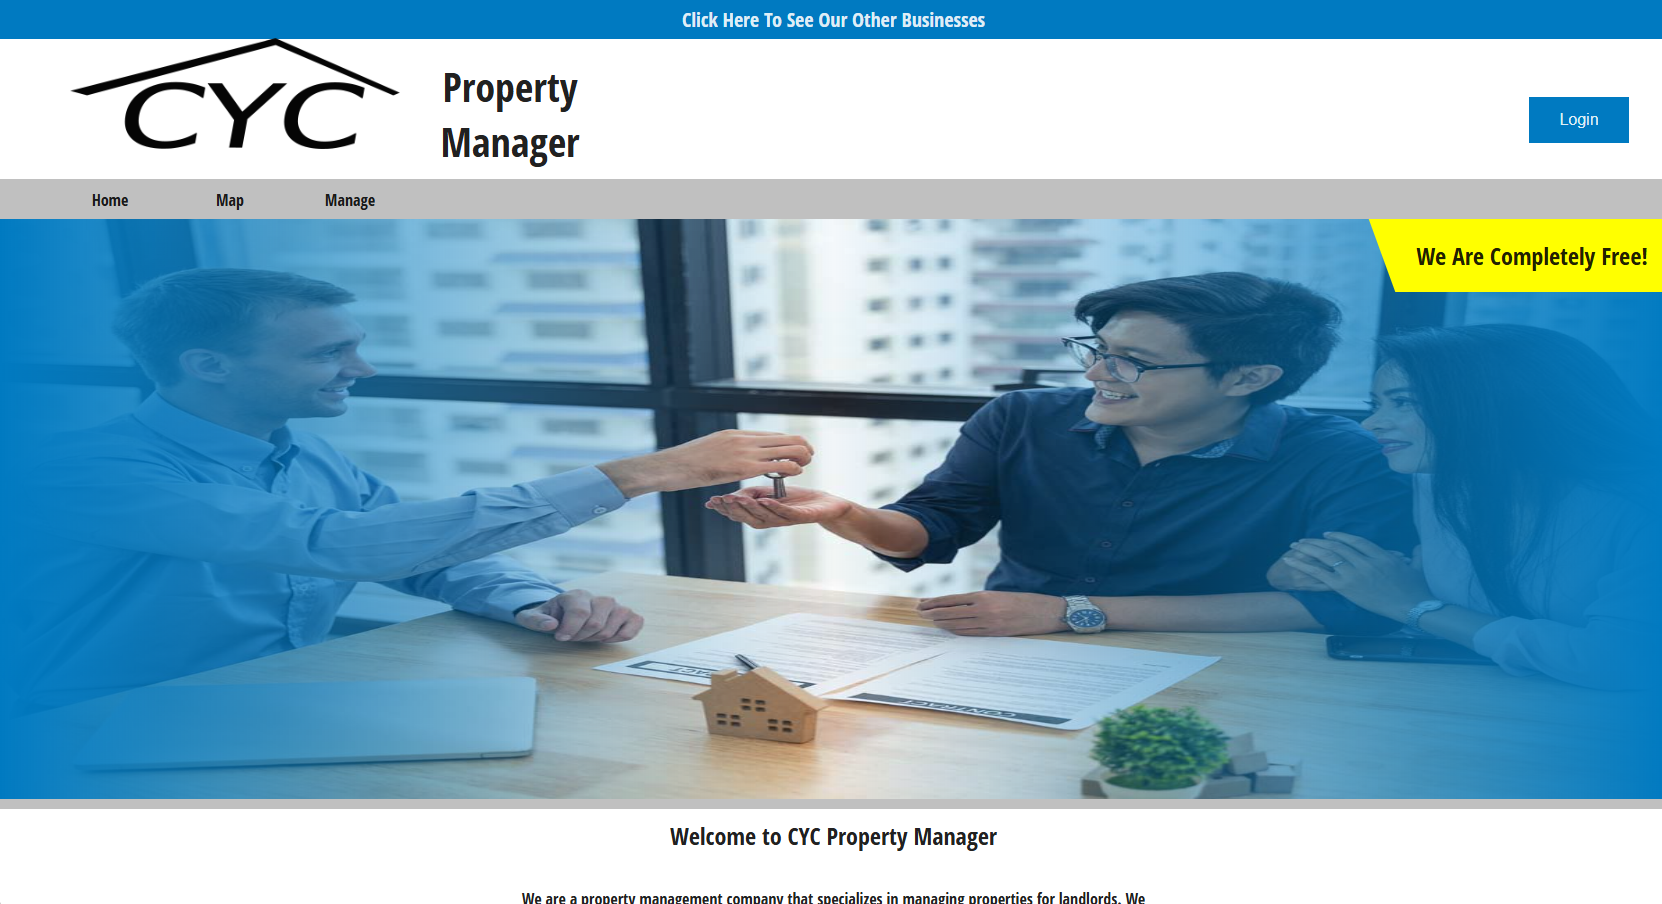 Click Here To See Our Other Businesses
CYC
Property
Manager
Login
Home
Map
Manage
We Are Completely Free!
CONTRACT
Welcome to CYC Property Manager
We are a property management company that specializes in managing properties for landlords. We